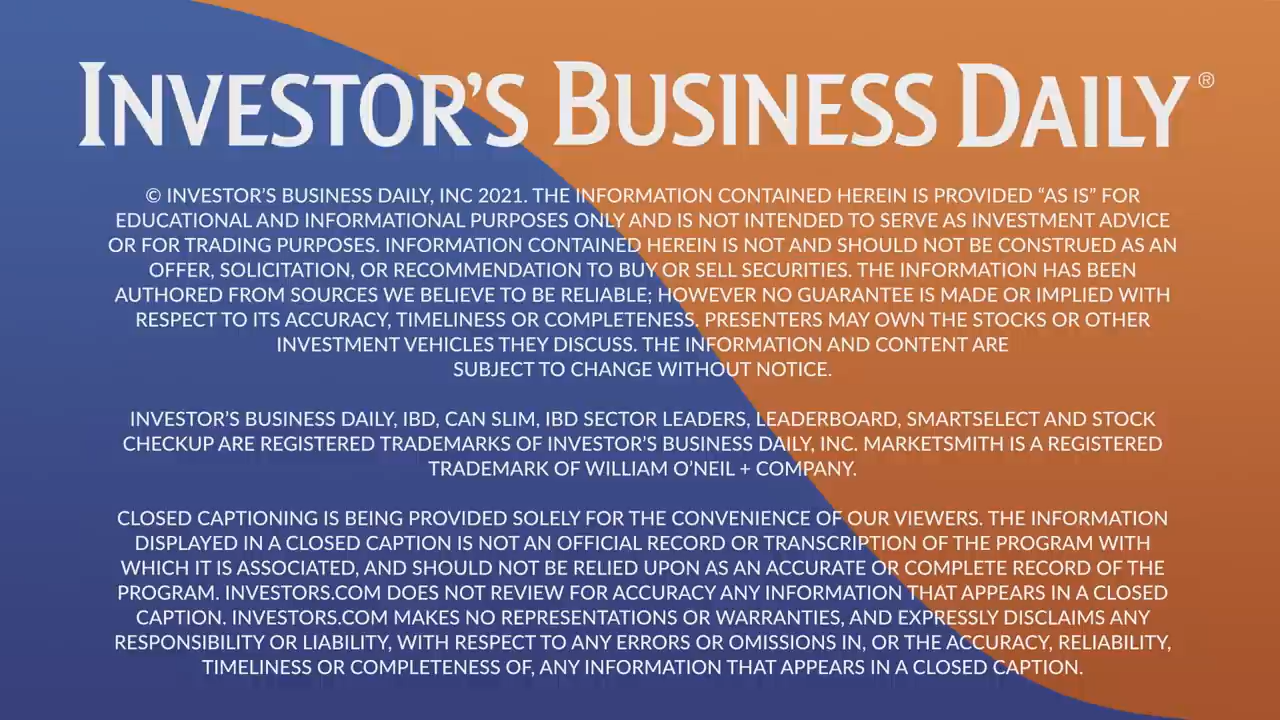 INVESTOR'S BUSINESS DAILY®
© INVESTOR'S BUSINESS DAILY, INC 2021. THE INFORMATION CONTAINED HEREIN IS PROVIDED “AS IS” FOR
EDUCATIONAL AND INFORMATIONAL PURPOSES ONLY AND IS NOT INTENDED TO SERVE AS INVESTMENT ADVICE
OR FOR TRADING PURPOSES. INFORMATION CONTAINED HEREIN IS NOT AND SHOULD NOT BE CONSTRUED AS AN
OFFER, SOLICITATION, OR RECOMMENDATION TO BUY OR SELL SECURITIES. THE INFORMATION HAS BEEN
AUTHORED FROM SOURCES WE BELIEVE TO BE RELIABLE; HOWEVER NO GUARANTEE IS MADE OR IMPLIED WITH
RESPECT TO ITS ACCURACY, TIMELINESS OR COMPLETENESS. PRESENTERS MAY OWN THE STOCKS OR OTHER
INVESTMENT VEHICLES THEY DISCUSS. THE INFORMATION AND CONTENT ARE
SUBJECT TO CHANGE WITHOUT NOTICE.
INVESTOR'S BUSINESS DAILY, IBD, CAN SLIM, IBD SECTOR LEADERS, LEADERBOARD, SMARTSELECT AND STOCK
CHECKUP ARE REGISTERED TRADEMARKS OF INVESTOR'S BUSINESS DAILY, INC. MARKETSMITH IS A REGISTERED
TRADEMARK OF WILLIAM O'NEIL + COMPANY.
CLOSED CAPTIONING IS BEING PROVIDED SOLELY FOR THE CONVENIENCE OF OUR VIEWERS. THE INFORMATION
DISPLAYED IN A CLOSED CAPTION IS NOT AN OFFICIAL RECORD OR TRANSCRIPTION OF THE PROGRAM WITH
WHICH IT IS ASSOCIATED, AND SHOULD NOT BE RELIED UPON AS AN ACCURATE OR COMPLETE RECORD OF THE
PROGRAM. INVESTORS.COM DOES NOT REVIEW FOR ACCURACY ANY INFORMATION THAT APPEARS IN A CLOSED
CAPTION. INVESTORS.COM MAKES NO REPRESENTATIONS OR WARRANTIES, AND EXPRESSLY DISCLAIMS ANY
RESPONSIBILITY OR LIABILITY, WITH RESPECT TO ANY ERRORS OR OMISSIONS IN, OR THE ACCURACY, RELIABILITY,
TIMELINESS OR COMPLETENESS OF, ANY INFORMATION THAT APPEARS IN A CLOSED CAPTION.